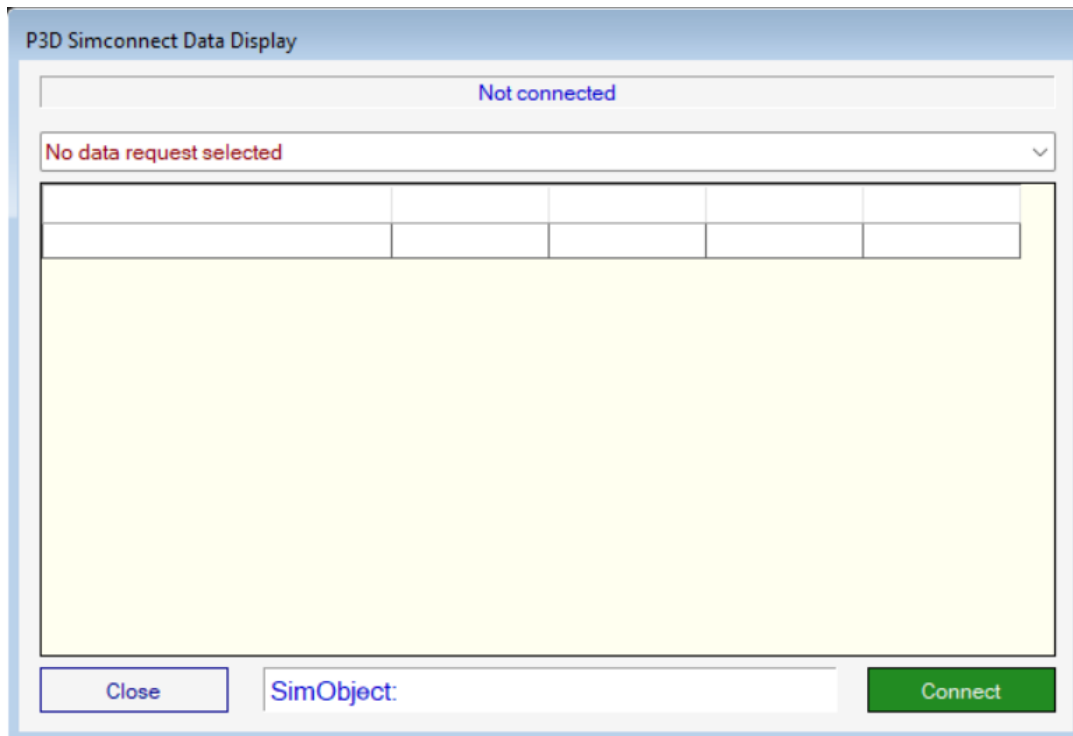 P3D Simconnect Data Display
Not connected
No data request selected
Close
SimObject:
Connect